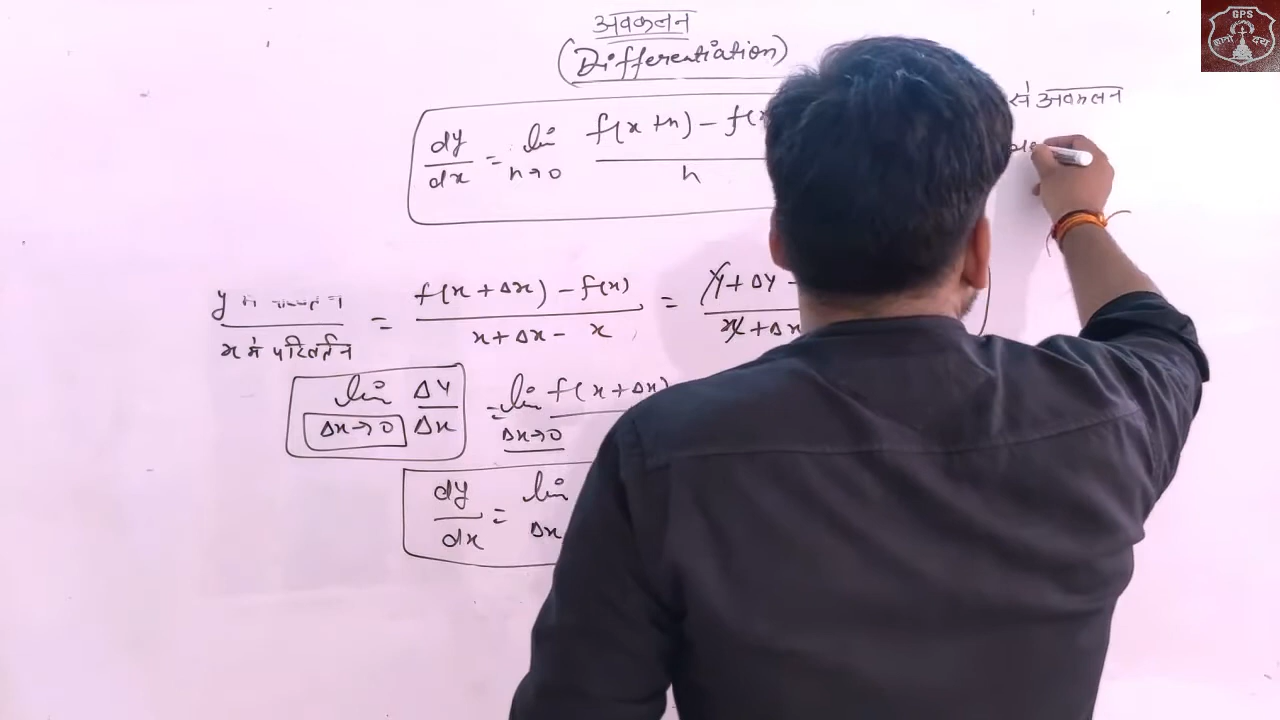 GPS
अवकलन
(Differentiation)
से अवकलन
dy/dx = lim h→0 f(x+h) - f(x / h
y में / x में परिवर्तन = f(x + Δx) - f(x) / x + Δx - x = (y + Δy - / x + Δx
lim Δx→0 Δy/Δx = lim Δx→0 f(x + Δx)
dy/dx = lim Δx